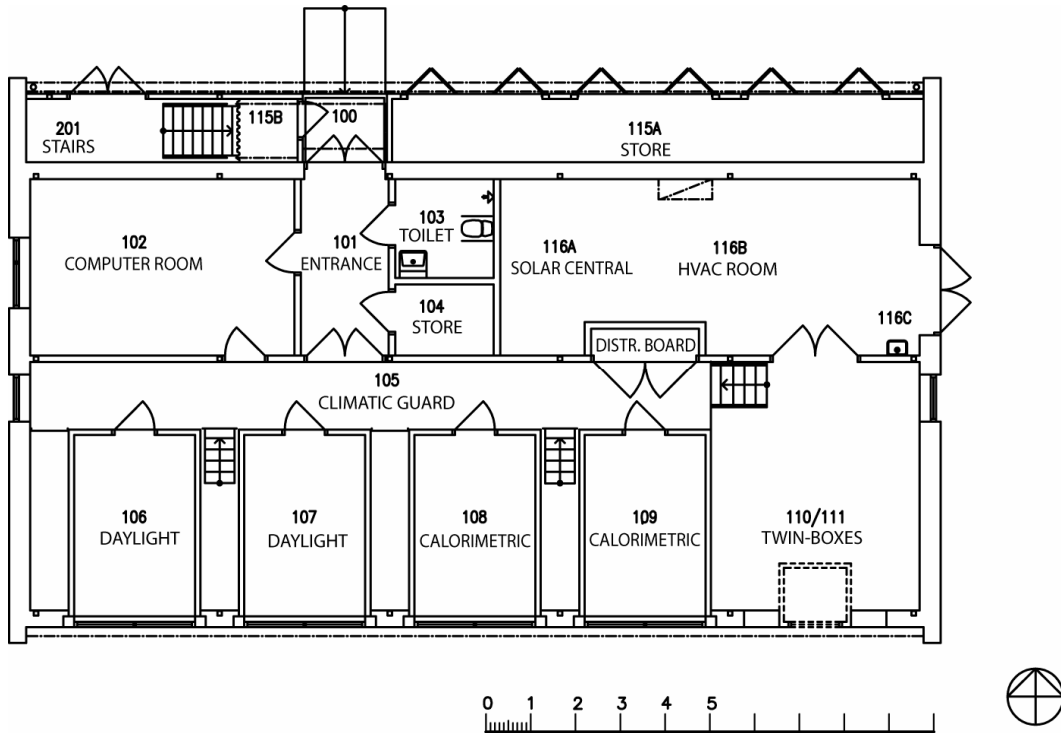 201
STAIRS
115B
100
115A
STORE
102
COMPUTER ROOM
101
ENTRANCE
103
TOILET
116A
SOLAR CENTRAL
116B
HVAC ROOM
104
STORE
116C
DISTR. BOARD
105
CLIMATIC GUARD
106
DAYLIGHT
107
DAYLIGHT
108
CALORIMETRIC
109
CALORIMETRIC
110/111
TWIN-BOXES
0 1 2 3 4 5